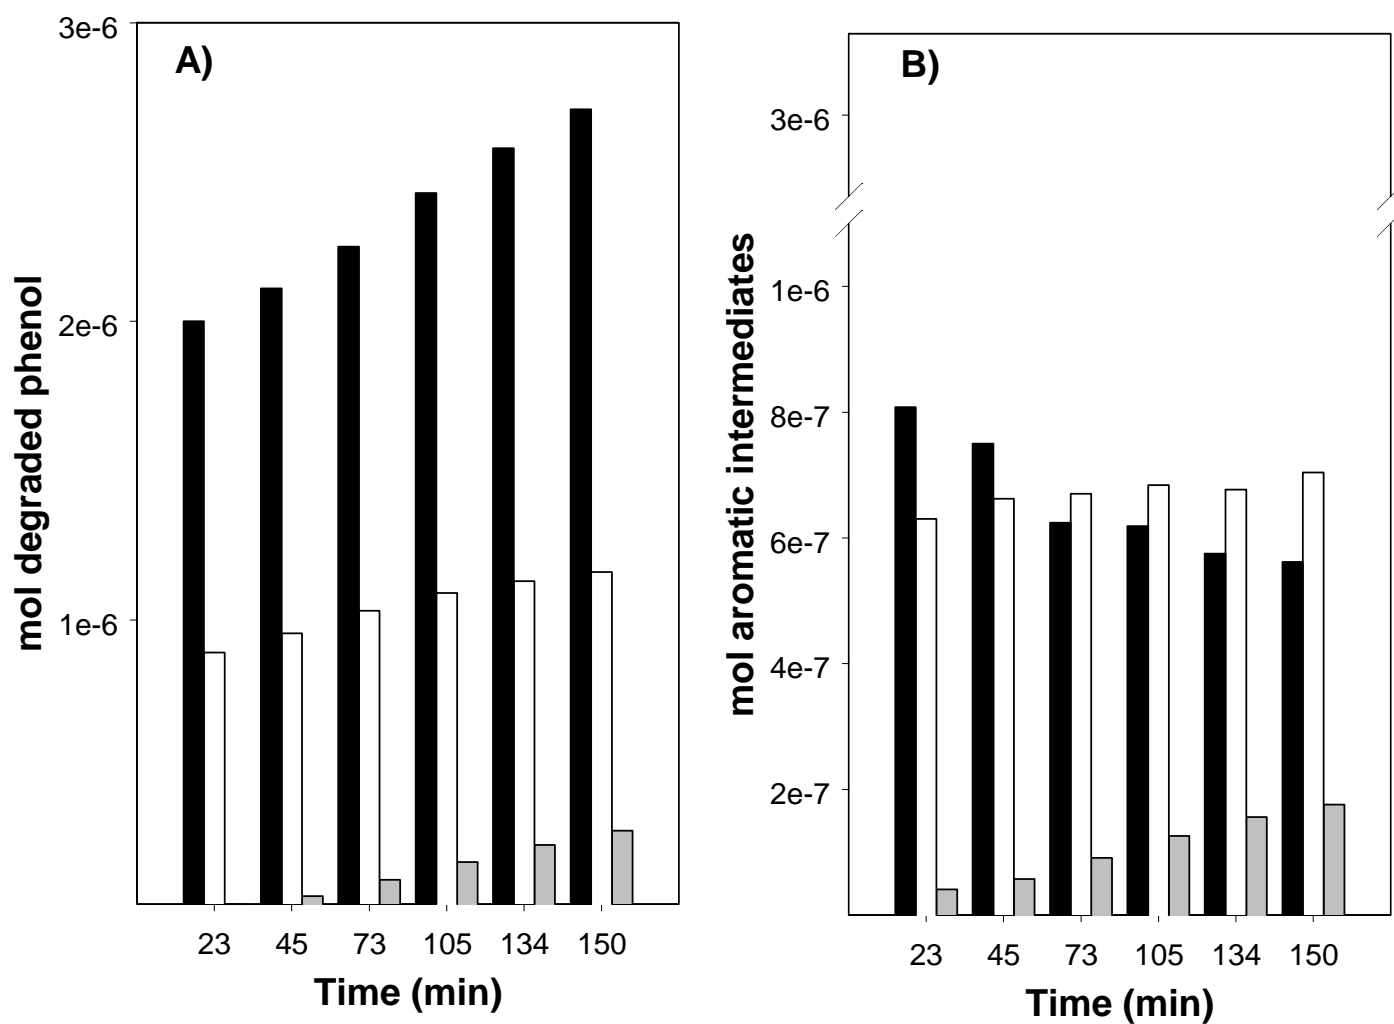 A)
3e-6
2e-6
1e-6
mol degraded phenol
23 45 73 105 134 150
Time (min)
B)
3e-6
1e-6
8e-7
6e-7
4e-7
2e-7
mol aromatic intermediates
23 45 73 105 134 150
Time (min)